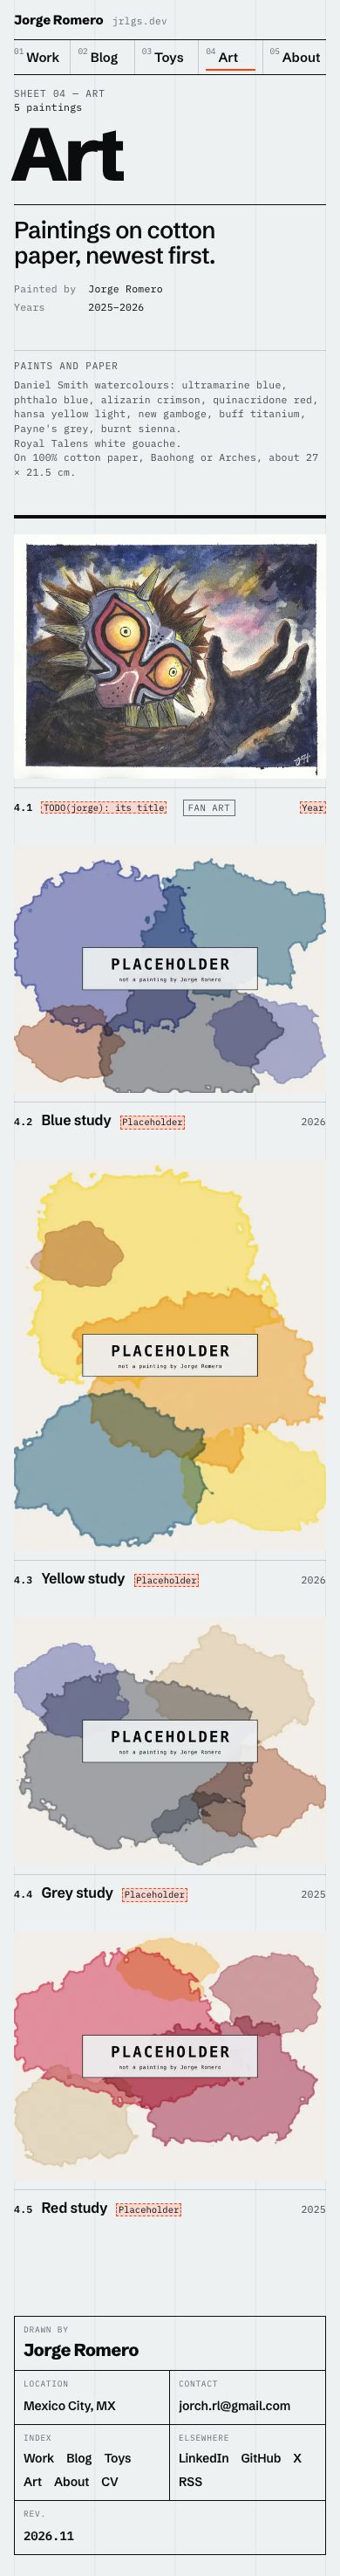 Jorge Romero jrlgs.dev
01 Work 02 Blog 03 Toys 04 Art 05 About
SHEET 04 — ART
5 paintings
Art
Paintings on cotton
paper, newest first.
Painted by Jorge Romero
Years 2025–2026
PAINTS AND PAPER
Daniel Smith watercolours: ultramarine blue,
phthalo blue, alizarin crimson, quinacridone red,
hansa yellow light, new gamboge, buff titanium,
Payne's grey, burnt sienna.
Royal Talens white gouache.
On 100% cotton paper, Baohong or Arches, about 27
× 21.5 cm.
4.1 TODO(jorge): its title FAN ART Year
PLACEHOLDER
not a painting by Jorge Romero
4.2 Blue study Placeholder 2026
PLACEHOLDER
not a painting by Jorge Romero
4.3 Yellow study Placeholder 2026
PLACEHOLDER
not a painting by Jorge Romero
4.4 Grey study Placeholder 2025
PLACEHOLDER
not a painting by Jorge Romero
4.5 Red study Placeholder 2025
DRAWN BY
Jorge Romero
LOCATION
Mexico City, MX
CONTACT
jorch.rl@gmail.com
INDEX
Work Blog Toys
Art About CV
ELSEWHERE
LinkedIn GitHub X
RSS
REV.
2026.11